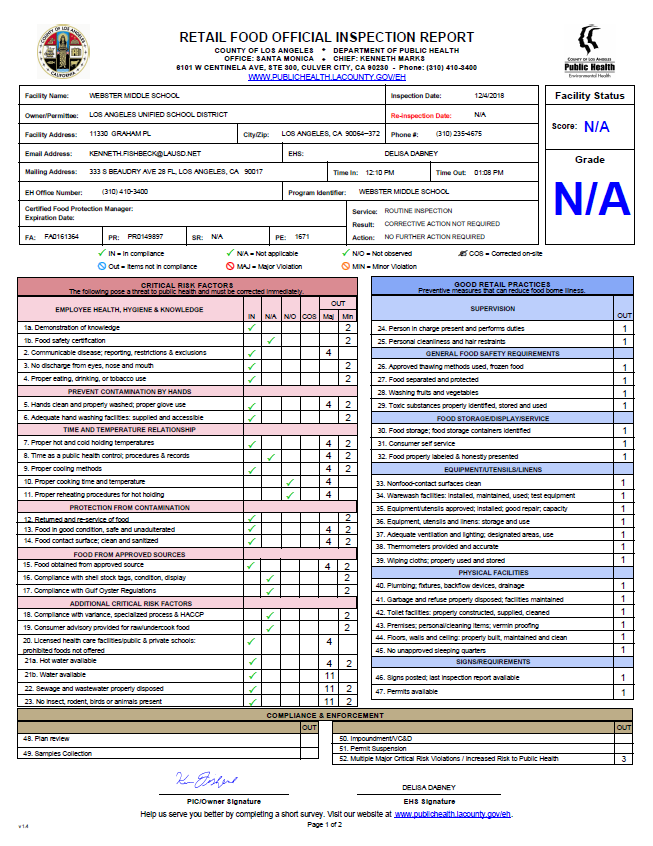 RETAIL FOOD OFFICIAL INSPECTION REPORT
COUNTY OF LOS ANGELES • DEPARTMENT OF PUBLIC HEALTH
OFFICE: SANTA MONICA • CHIEF: KENNETH MARKS
6101 W CENTINELA AVE, STE 300, CULVER CITY, CA 90230 - Phone: (310) 410-3400
WWW.PUBLICHEALTH.LACOUNTY.GOV/EH
COUNTY OF LOS ANGELES
Public Health
Environmental Health
Facility Name: WEBSTER MIDDLE SCHOOL Inspection Date: 12/4/2018
Owner/Permittee: LOS ANGELES UNIFIED SCHOOL DISTRICT Re-inspection Date: N/A
Facility Address: 11330 GRAHAM PL City/Zip: LOS ANGELES, CA 90064-372 Phone #: (310) 235-4675
Email Address: KENNETH.FISHBECK@LAUSD.NET EHS: DELISA DABNEY
Mailing Address: 333 S BEAUDRY AVE 28 FL, LOS ANGELES, CA 90017 Time In: 12:10 PM Time Out: 01:08 PM
EH Office Number: (310) 410-3400 Program Identifier: WEBSTER MIDDLE SCHOOL
Certified Food Protection Manager:
Expiration Date:
Service: ROUTINE INSPECTION
Result: CORRECTIVE ACTION NOT REQUIRED
Action: NO FURTHER ACTION REQUIRED
FA: FA0161364 PR: PR0149897 SR: N/A PE: 1671
Facility Status
Score: N/A
Grade
N/A
✓ IN = In compliance ✓ N/A = Not applicable ✓ N/O = Not observed COS = Corrected on-site
Out = Items not in compliance MAJ = Major Violation MIN = Minor Violation
CRITICAL RISK FACTORS
The following pose a threat to public health and must be corrected immediately.
EMPLOYEE HEALTH, HYGIENE & KNOWLEDGE IN N/A N/O COS OUT Maj Min
1a. Demonstration of knowledge ✓ 2
1b. Food safety certification ✓ 2
2. Communicable disease; reporting, restrictions & exclusions ✓ 4
3. No discharge from eyes, nose and mouth ✓ 2
4. Proper eating, drinking, or tobacco use ✓ 2
PREVENT CONTAMINATION BY HANDS
5. Hands clean and properly washed; proper glove use ✓ 4 2
6. Adequate hand washing facilities: supplied and accessible ✓ 2
TIME AND TEMPERATURE RELATIONSHIP
7. Proper hot and cold holding temperatures ✓ 4 2
8. Time as a public health control; procedures & records ✓ 4 2
9. Proper cooling methods ✓ 4 2
10. Proper cooking time and temperature ✓ 4
11. Proper reheating procedures for hot holding ✓ 4
PROTECTION FROM CONTAMINATION
12. Returned and re-service of food ✓ 2
13. Food in good condition, safe and unadulterated ✓ 4 2
14. Food contact surface; clean and sanitized ✓ 4 2
FOOD FROM APPROVED SOURCES
15. Food obtained from approved source ✓ 4 2
16. Compliance with shell stock tags, condition, display ✓ 2
17. Compliance with Gulf Oyster Regulations ✓ 2
ADDITIONAL CRITICAL RISK FACTORS
18. Compliance with variance, specialized process & HACCP ✓ 2
19. Consumer advisory provided for raw/undercook food ✓ 2
20. Licensed health care facilities/public & private schools:
prohibited foods not offered ✓ 4
21a. Hot water available ✓ 4 2
21b. Water available ✓ 11
22. Sewage and wastewater properly disposed ✓ 11 2
23. No insect, rodent, birds or animals present ✓ 11 2
GOOD RETAIL PRACTICES
Preventive measures that can reduce food borne illness.
SUPERVISION OUT
24. Person in charge present and performs duties 1
25. Personal cleanliness and hair restraints 1
GENERAL FOOD SAFETY REQUIREMENTS
26. Approved thawing methods used, frozen food 1
27. Food separated and protected 1
28. Washing fruits and vegetables 1
29. Toxic substances properly identified, stored and used 1
FOOD STORAGE/DISPLAY/SERVICE
30. Food storage; food storage containers identified 1
31. Consumer self service 1
32. Food properly labeled & honestly presented 1
EQUIPMENT/UTENSILS/LINENS
33. Nonfood-contact surfaces clean 1
34. Warewash facilities: installed, maintained, used; test equipment 1
35. Equipment/utensils approved; installed; good repair; capacity 1
36. Equipment, utensils and linens: storage and use 1
37. Adequate ventilation and lighting; designated areas, use 1
38. Thermometers provided and accurate 1
39. Wiping cloths; properly used and stored 1
PHYSICAL FACILITIES
40. Plumbing; fixtures, backflow devices, drainage 1
41. Garbage and refuse properly disposed; facilities maintained 1
42. Toilet facilities: properly constructed, supplied, cleaned 1
43. Premises; personal/cleaning items; vermin proofing 1
44. Floors, walls and ceiling: properly built, maintained and clean 1
45. No unapproved sleeping quarters 1
SIGNS/REQUIREMENTS
46. Signs posted; last inspection report available 1
47. Permits available 1
COMPLIANCE & ENFORCEMENT
OUT OUT
48. Plan review
49. Samples Collection
50. Impoundment/VC&D
51. Permit Suspension
52. Multiple Major Critical Risk Violations / Increased Risk to Public Health 3
DELISA DABNEY
PIC/Owner Signature EHS Signature
Help us serve you better by completing a short survey. Visit our website at www.publichealth.lacounty.gov/eh.
v1.4 Page 1 of 2